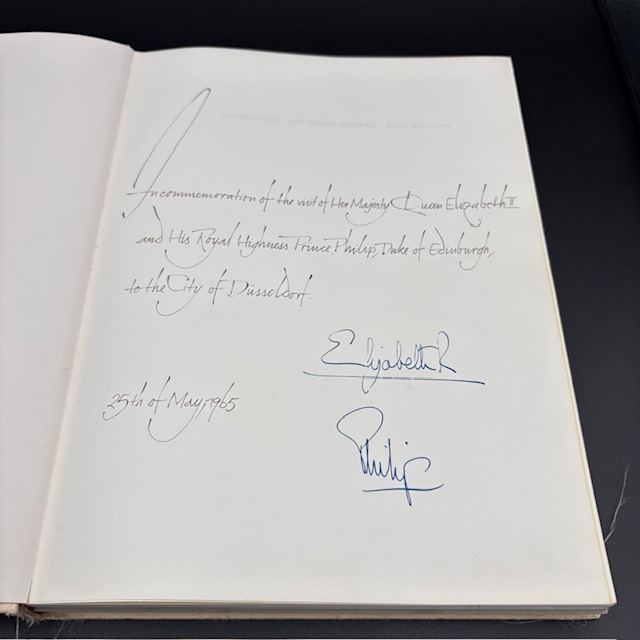 In commemoration of the visit of Her Majesty Queen Elizabeth II
and His Royal Highness Prince Philip, Duke of Edinburgh,
to the City of Düsseldorf.
Elizabeth R
25th of May, 1965
Philip